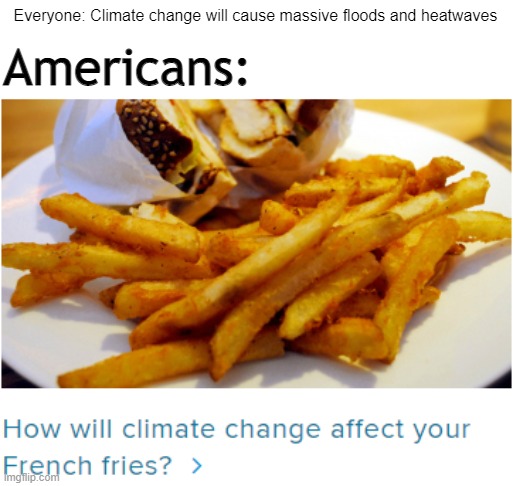 Everyone: Climate change will cause massive floods and heatwaves
Americans:
How will climate change affect your
French fries? >
imgflip.com